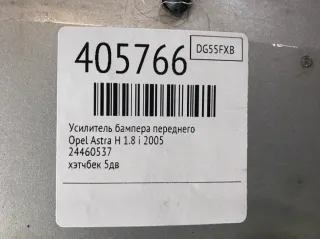 405766
DG55FXB
Усилитель бампера переднего
Opel Astra H 1.8 i 2005
24460537
хэтчбек 5дв